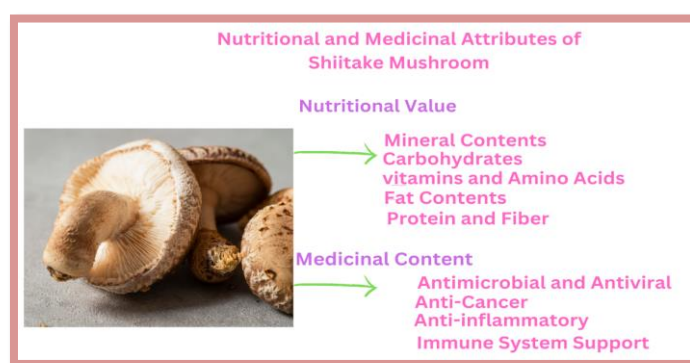 Nutritional and Medicinal Attributes of
Shiitake Mushroom
Nutritional Value
Mineral Contents
Carbohydrates
vitamins and Amino Acids
Fat Contents
Protein and Fiber
Medicinal Content
Antimicrobial and Antiviral
Anti-Cancer
Anti-inflammatory
Immune System Support